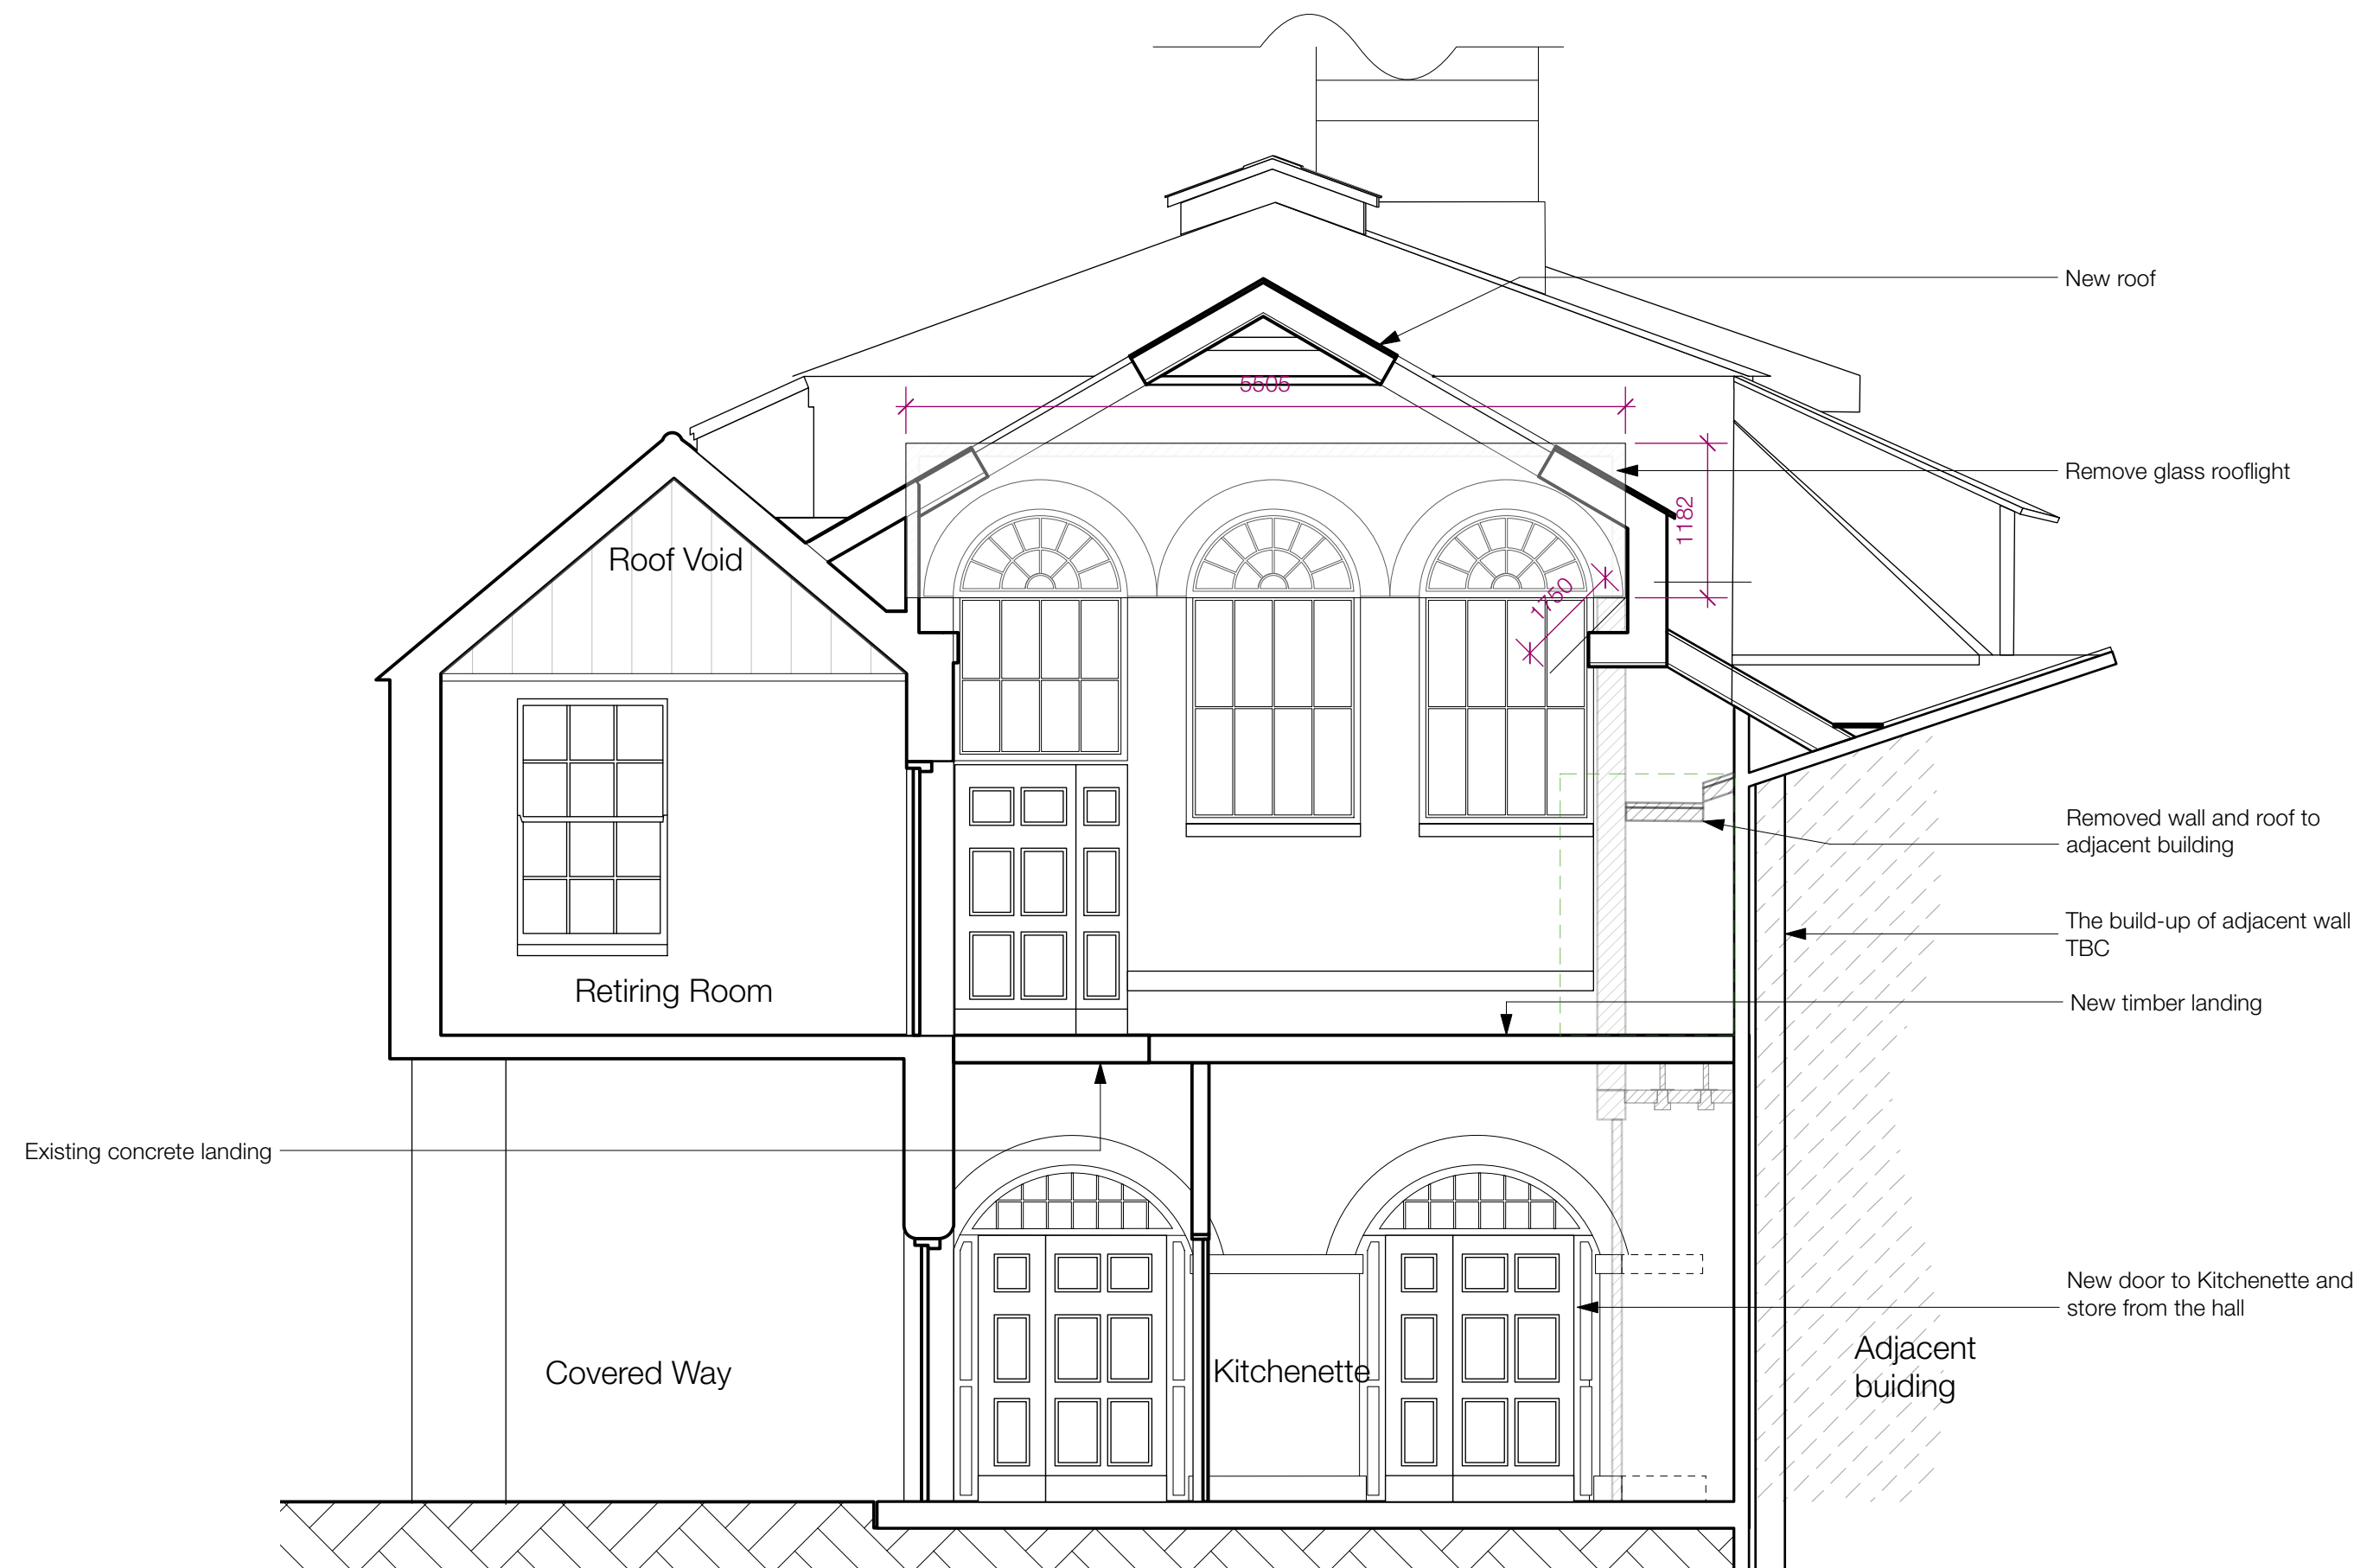 New roof
5505
Remove glass rooflight
1182
Roof Void
1750
Removed wall and roof to
adjacent building
The build-up of adjacent wall
TBC
Retiring Room
New timber landing
Existing concrete landing
New door to Kitchenette and
store from the hall
Covered Way
Kitchenette
Adjacent
buiding